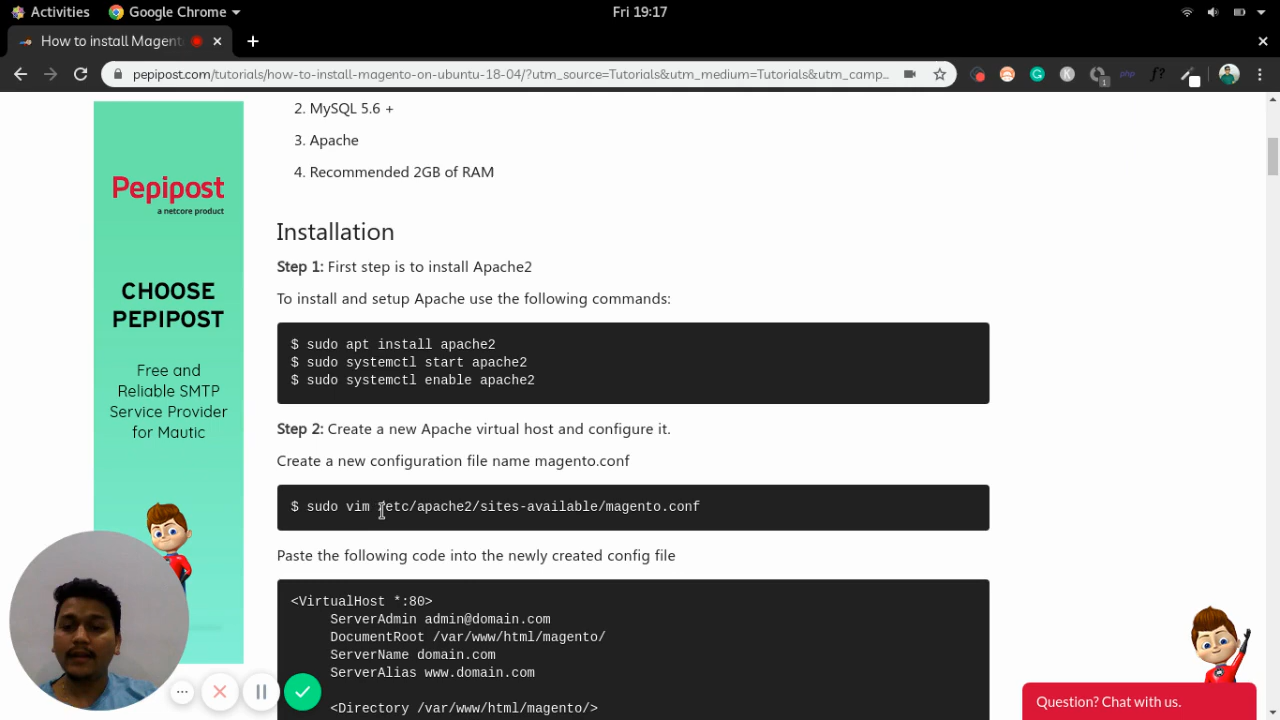 Activities
Google Chrome
Fri 19:17
How to install Magent
pepipost.com/tutorials/how-to-install-magento-on-ubuntu-18-04/?utm_source=Tutorials&utm_medium=Tutorials&utm_camp...
1
php
f?
2. MySQL 5.6 +
3. Apache
4. Recommended 2GB of RAM
Pepipost
a netcore product
CHOOSE
PEPIPOST
Free and
Reliable SMTP
Service Provider
for Mautic
Installation
Step 1: First step is to install Apache2
To install and setup Apache use the following commands:
$ sudo apt install apache2
$ sudo systemctl start apache2
$ sudo systemctl enable apache2
Step 2: Create a new Apache virtual host and configure it.
Create a new configuration file name magento.conf
$ sudo vim /etc/apache2/sites-available/magento.conf
Paste the following code into the newly created config file
<VirtualHost *:80>
ServerAdmin admin@domain.com
DocumentRoot /var/www/html/magento/
ServerName domain.com
ServerAlias www.domain.com
<Directory /var/www/html/magento/>
Question? Chat with us.